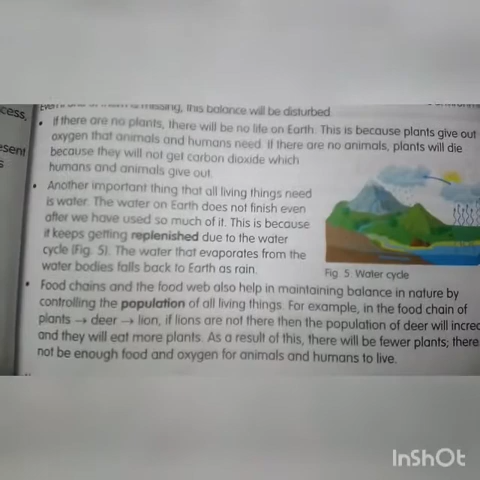 is missing, this balance will be disturbed.
cess,
• If there are no plants, there will be no life on Earth. This is because plants give out
oxygen that animals and humans need. If there are no animals, plants will die
esent
because they will not get carbon dioxide which
s
humans and animals give out.
• Another important thing that all living things need
is water. The water on Earth does not finish even
after we have used so much of it. This is because
it keeps getting replenished due to the water
cycle (Fig. 5). The water that evaporates from the
water bodies falls back to Earth as rain.
Fig. 5 Water cycle
• Food chains and the food web also help in maintaining balance in nature by
controlling the population of all living things. For example, in the food chain of
plants → deer → lion, if lions are not there then the population of deer will increa
and they will eat more plants. As a result of this, there will be fewer plants; there
not be enough food and oxygen for animals and humans to live.
InShOt